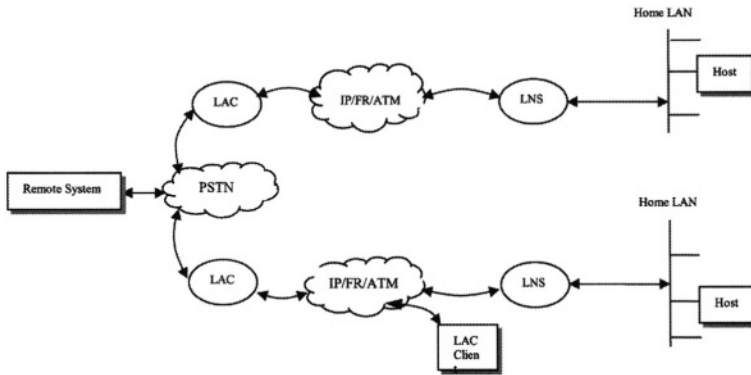 Home LAN
LAC
IP/FR/ATM
LNS
Host
Remote System
PSTN
Home LAN
LAC
IP/FR/ATM
LNS
Host
LAC
Clien